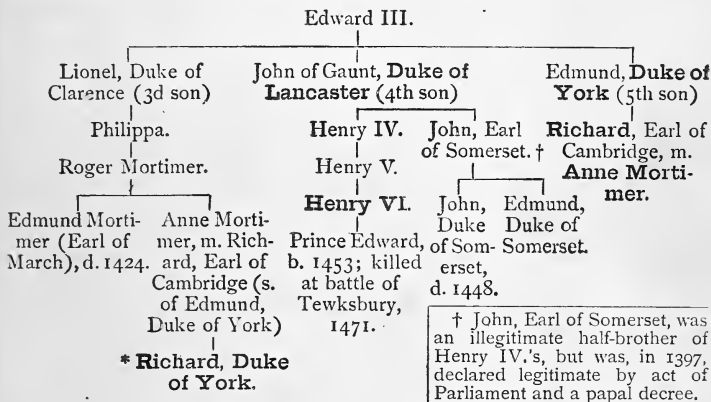 Edward III.
Lionel, Duke of
Clarence (3d son)
Philippa.
Roger Mortimer.
Edmund Morti-
mer (Earl of
March), d. 1424.
Anne Morti-
mer, m. Rich-
ard, Earl of
Cambridge (s.
of Edmund,
Duke of York)
* Richard, Duke
of York.
John of Gaunt, Duke of
Lancaster (4th son)
Henry IV.
Henry V.
Henry VI.
Prince Edward,
b. 1453; killed
at battle of
Tewksbury,
1471.
John, Earl
of Somerset. †
John,
Duke
of Som-
erset,
d. 1448.
Edmund,
Duke of
Somerset.
Edmund, Duke of
York (5th son)
Richard, Earl of
Cambridge, m.
Anne Morti-
mer.
† John, Earl of Somerset, was
an illegitimate half-brother of
Henry IV.'s, but was, in 1397,
declared legitimate by act of
Parliament and a papal decree.